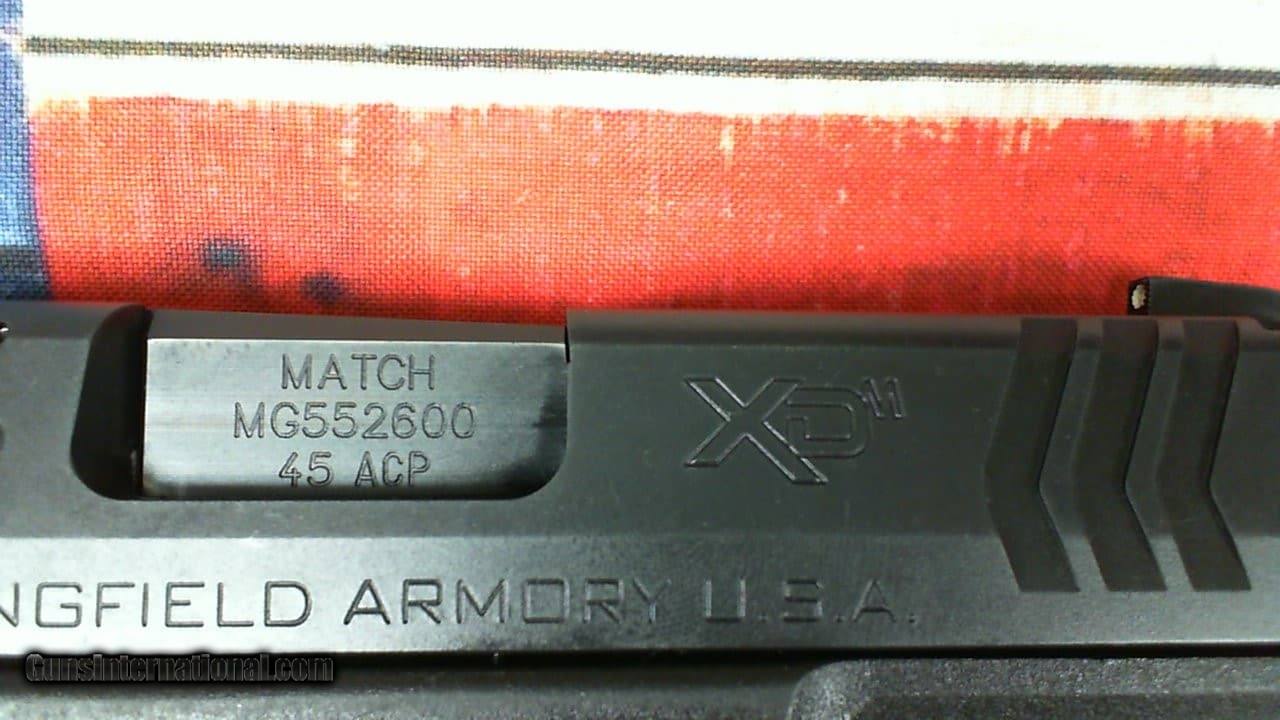 MATCH
MG552600
45 ACP
XD
NGFIELD ARMORY U.S.A.
GunsInternational.com